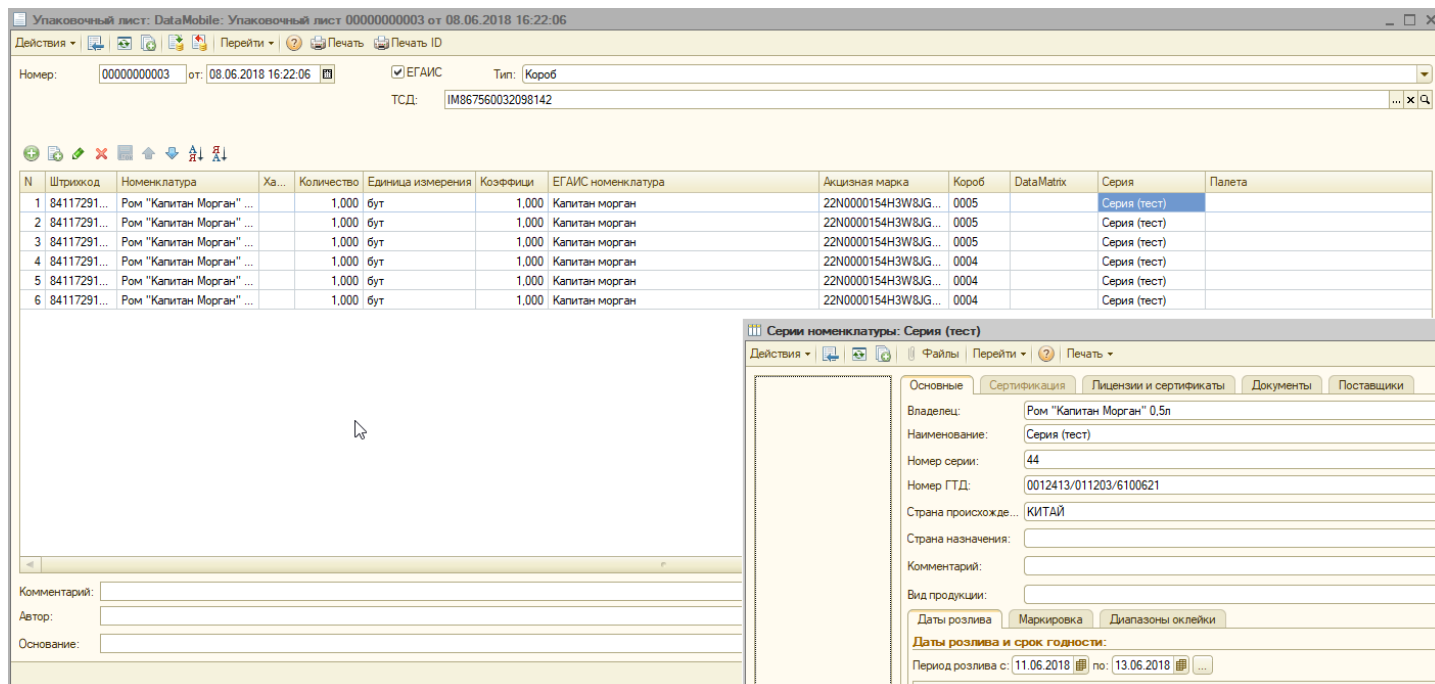 Упаковочный лист: DataMobile: Упаковочный лист 00000000003 от 08.06.2018 16:22:06
Действия Перейти Печать Печать ID
Номер: 00000000003 от: 08.06.2018 16:22:06 ЕГАИС Тип: Короб
ТСД: IM867560032098142
N Штрихкод Номенклатура Ха... Количество Единица измерения Коэффици ЕГАИС номенклатура Акцизная марка Короб DataMatrix Серия Палета
1 84117291... Ром "Капитан Морган" ... 1,000 бут 1,000 Капитан морган 22N0000154H3W8JG... 0005 Серия (тест)
2 84117291... Ром "Капитан Морган" ... 1,000 бут 1,000 Капитан морган 22N0000154H3W8JG... 0005 Серия (тест)
3 84117291... Ром "Капитан Морган" ... 1,000 бут 1,000 Капитан морган 22N0000154H3W8JG... 0005 Серия (тест)
4 84117291... Ром "Капитан Морган" ... 1,000 бут 1,000 Капитан морган 22N0000154H3W8JG... 0004 Серия (тест)
5 84117291... Ром "Капитан Морган" ... 1,000 бут 1,000 Капитан морган 22N0000154H3W8JG... 0004 Серия (тест)
6 84117291... Ром "Капитан Морган" ... 1,000 бут 1,000 Капитан морган 22N0000154H3W8JG... 0004 Серия (тест)
Комментарий:
Автор:
Основание:
Серии номенклатуры: Серия (тест)
Действия Файлы Перейти Печать
Основные Сертификация Лицензии и сертификаты Документы Поставщики
Владелец: Ром "Капитан Морган" 0,5л
Наименование: Серия (тест)
Номер серии: 44
Номер ГТД: 0012413/011203/6100621
Страна происхожде... КИТАЙ
Страна назначения:
Комментарий:
Вид продукции:
Даты розлива Маркировка Диапазоны оклейки
Даты розлива и срок годности:
Период розлива с: 11.06.2018 по: 13.06.2018 ...